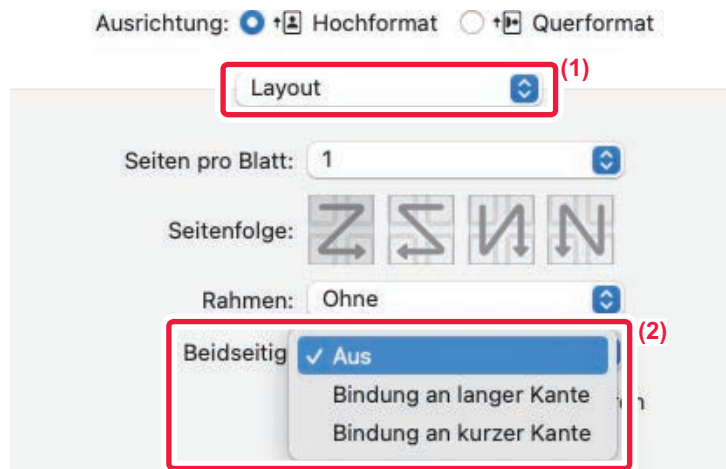 Ausrichtung: Hochformat Querformat
Layout (1)
Seiten pro Blatt: 1
Seitenfolge:
Rahmen: Ohne
(2)
Beidseitig ✓ Aus
Bindung an langer Kante
Bindung an kurzer Kante